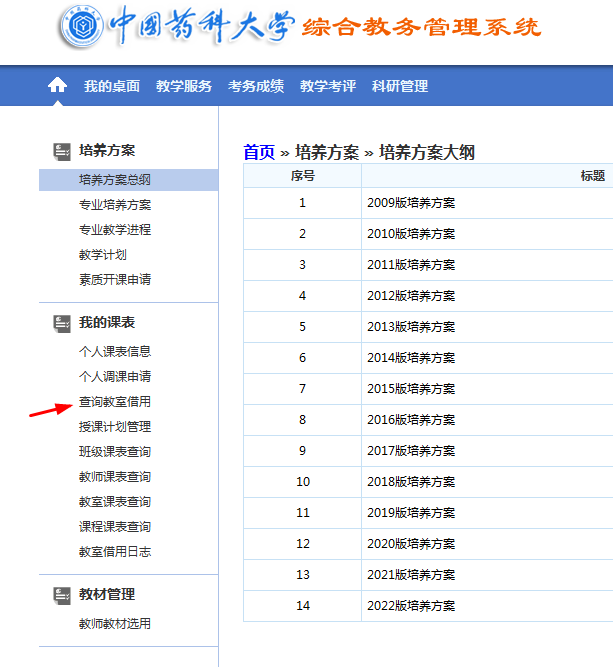 中国药科大学 综合教务管理系统
我的桌面 教学服务 考务成绩 教学考评 科研管理
培养方案
培养方案总纲
专业培养方案
专业教学进程
教学计划
素质开课申请
我的课表
个人课表信息
个人调课申请
查询教室借用
授课计划管理
班级课表查询
教师课表查询
教室课表查询
课程课表查询
教室借用日志
教材管理
教师教材选用
首页 » 培养方案 » 培养方案大纲
序号 标题
1 2009版培养方案
2 2010版培养方案
3 2011版培养方案
4 2012版培养方案
5 2013版培养方案
6 2014版培养方案
7 2015版培养方案
8 2016版培养方案
9 2017版培养方案
10 2018版培养方案
11 2019版培养方案
12 2020版培养方案
13 2021版培养方案
14 2022版培养方案